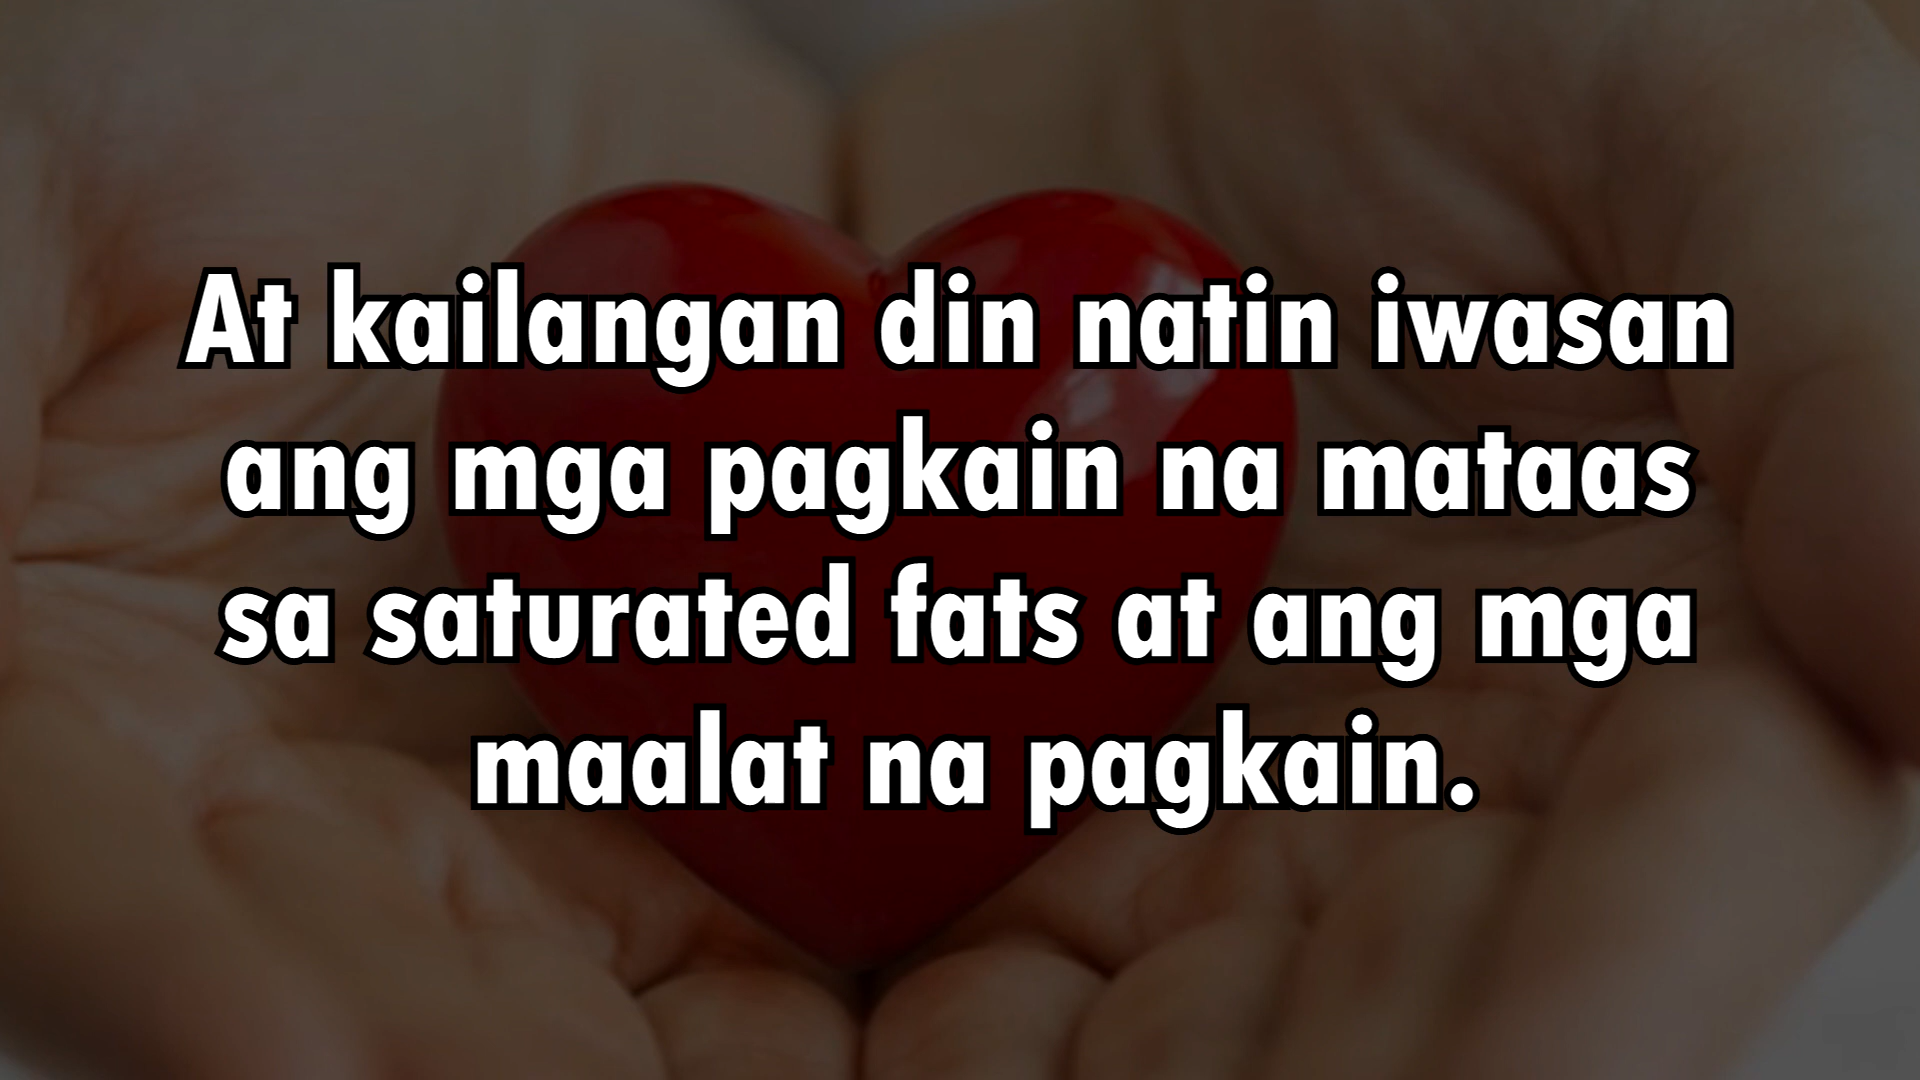 At kailangan din natin iwasan
ang mga pagkain na mataas
sa saturated fats at ang mga
maalat na pagkain.